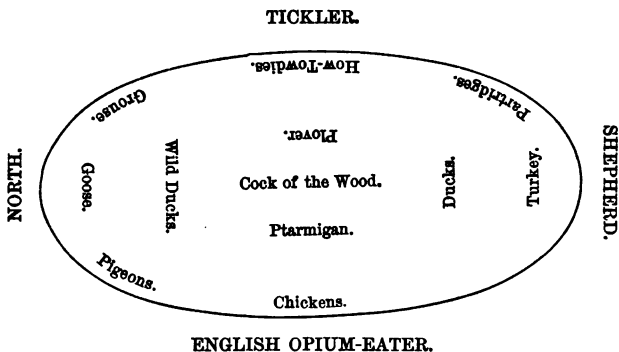 TICKLER.
How-Towdies.
Grouse.
Partridges.
Plover.
NORTH.
Goose.
Wild Ducks.
Cock of the Wood.
Ducks.
Turkey.
SHEPHERD.
Ptarmigan.
Pigeons.
Chickens.
ENGLISH OPIUM-EATER.